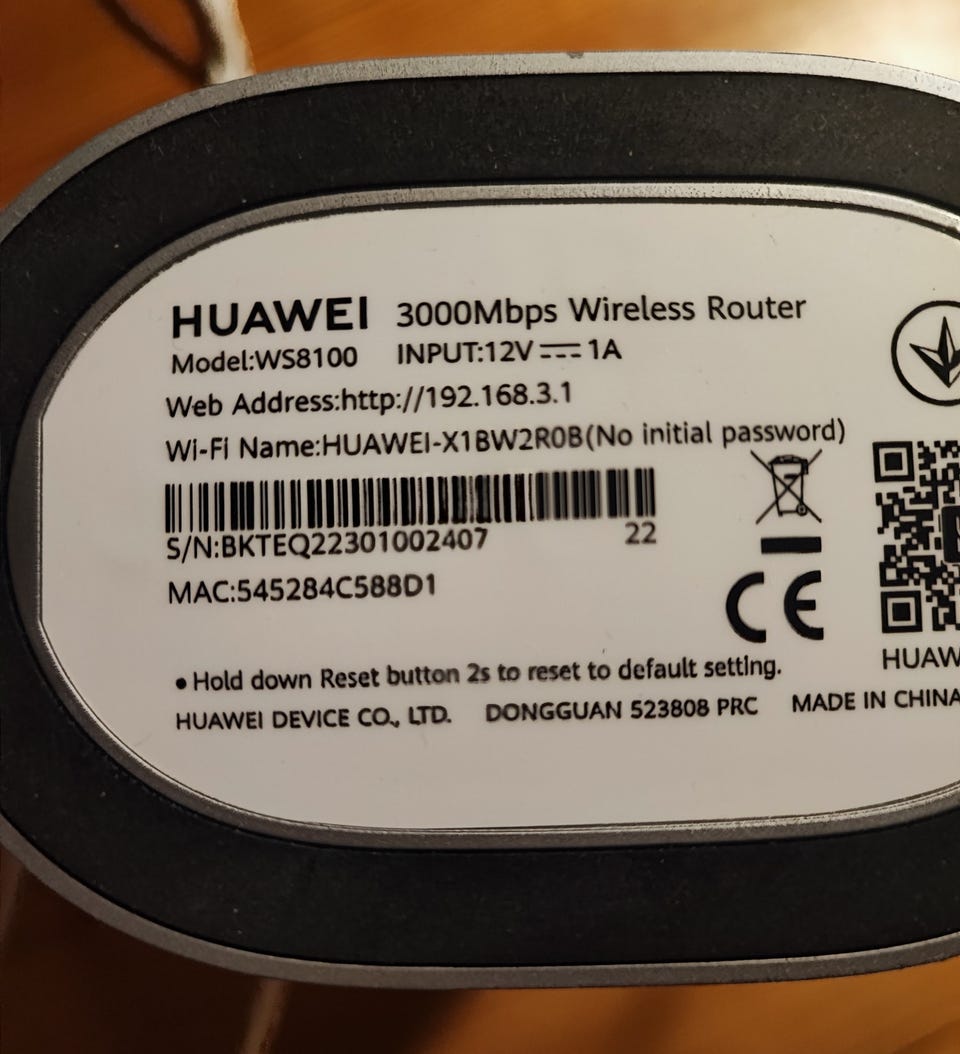 HUAWEI 3000Mbps Wireless Router
Model:WS8100 INPUT:12V 1A
Web Address:http://192.168.3.1
Wi-Fi Name:HUAWEI-X1BW2R0B(No initial password)
S/N:BKTEQ22301002407 22
MAC:545284C588D1
CE
HUAW
•Hold down Reset button 2s to reset to default setting.
HUAWEI DEVICE CO., LTD. DONGGUAN 523808 PRC MADE IN CHINA